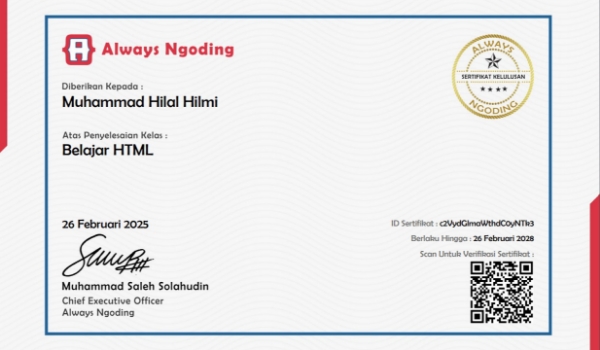 Always Ngoding
Diberikan Kepada :
Muhammad Hilal Hilmi
Atas Penyelesaian Kelas :
Belajar HTML
ALWAYS
SERTIFIKAT KELULUSAN
NGODING
26 Februari 2025
Muhammad Saleh Solahudin
Chief Executive Officer
Always Ngoding
ID Sertifikat : c2VydGlmaWthdC0yNTk3
Berlaku Hingga : 26 Februari 2028
Scan Untuk Verifikasi Sertifikat :